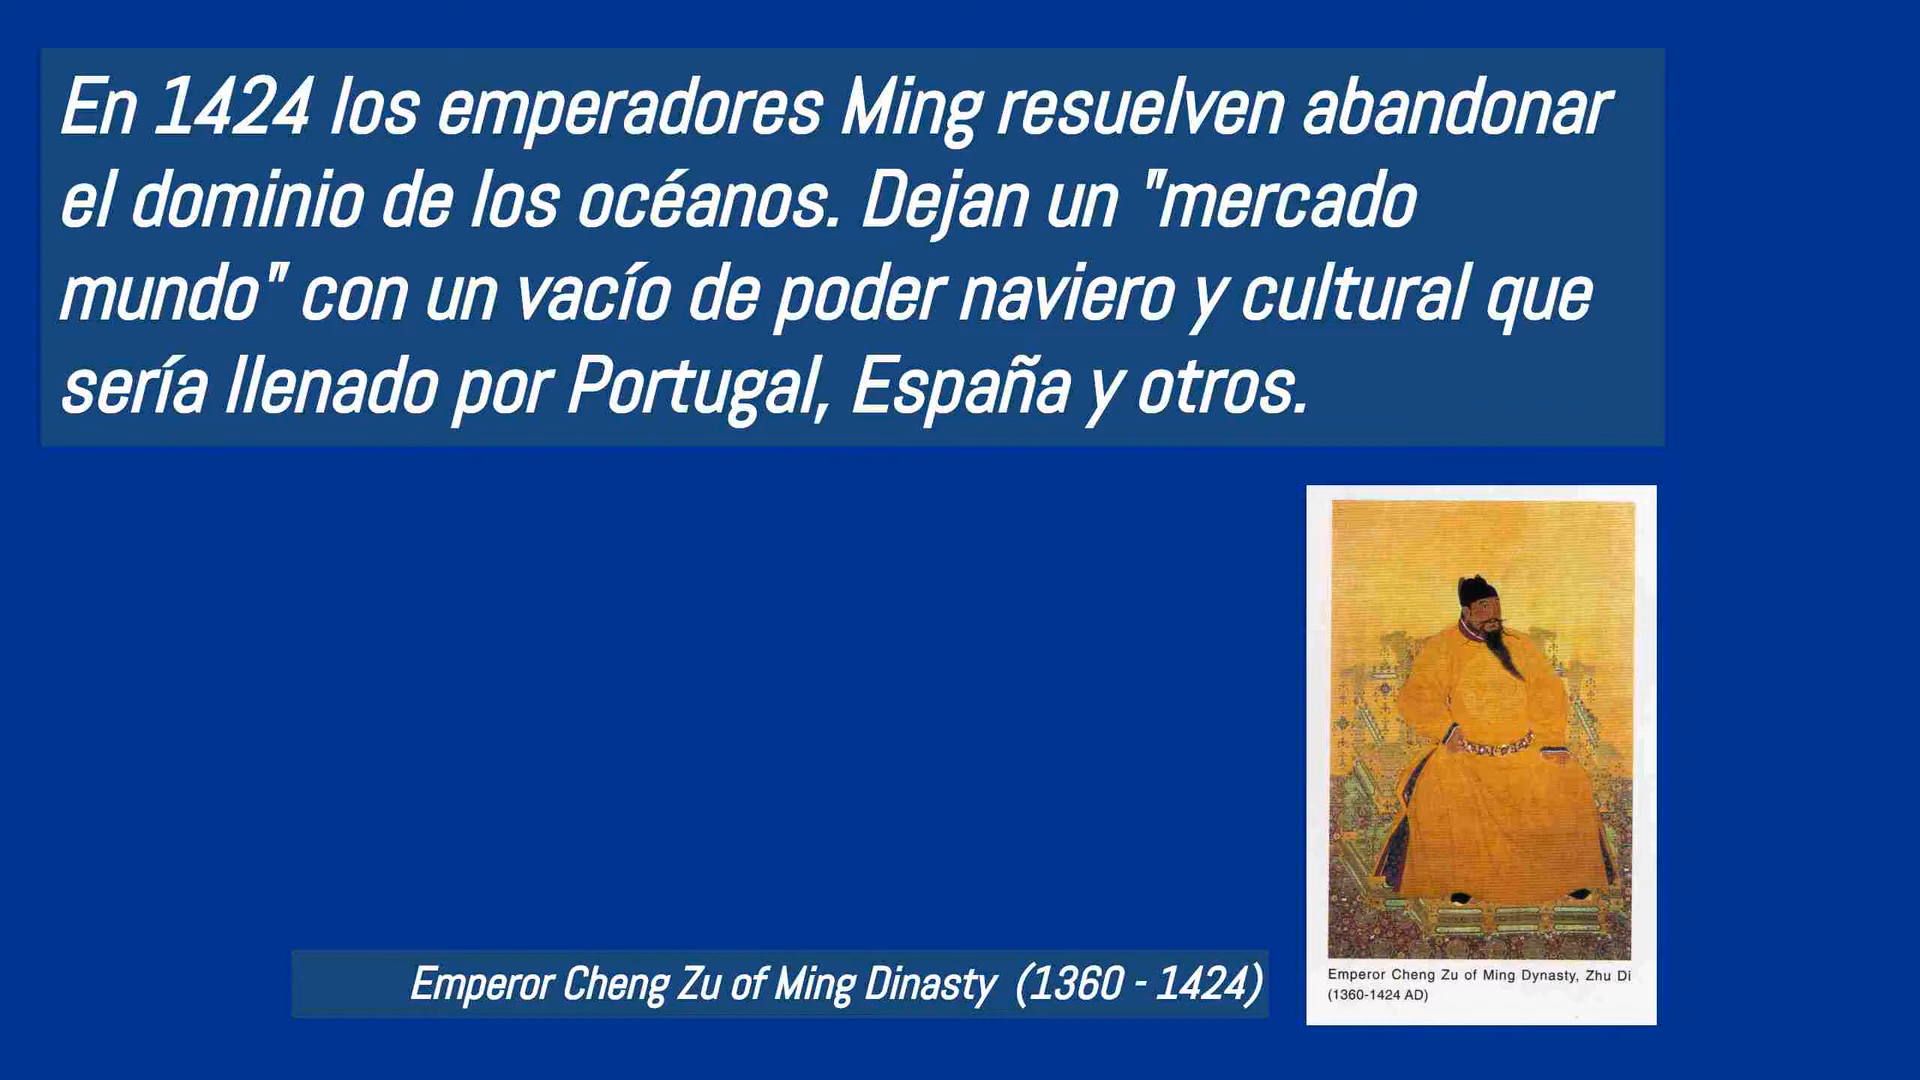 En 1424 los emperadores Ming resuelven abandonar
el dominio de los océanos. Dejan un "mercado
mundo" con un vacío de poder naviero y cultural que
sería llenado por Portugal, España y otros.
Emperor Cheng Zu of Ming Dinasty (1360 - 1424)
Emperor Cheng Zu of Ming Dynasty, Zhu Di
(1360-1424 AD)